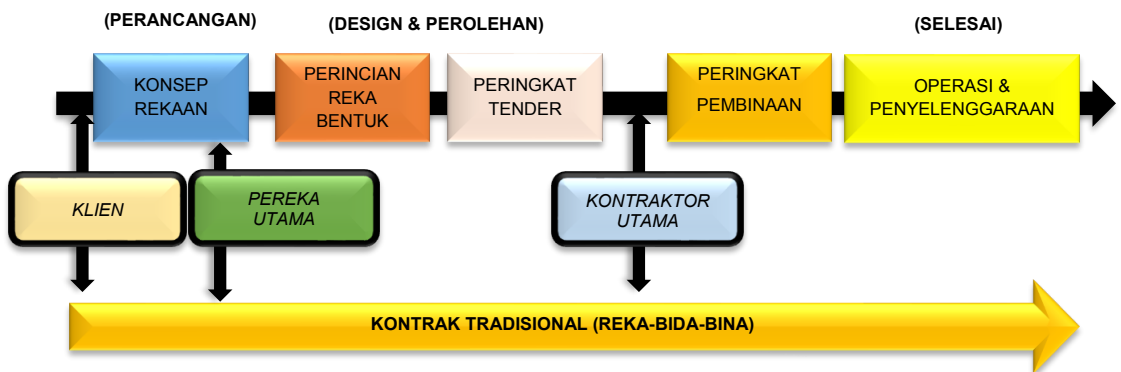 (PERANCANGAN)
(DESIGN & PEROLEHAN)
(SELESAI)
KONSEP
REKAAN
PERINCIAN
REKA
BENTUK
PERINGKAT
TENDER
PERINGKAT
PEMBINAAN
OPERASI &
PENYELENGGARAAN
KLIEN
PEREKA
UTAMA
KONTRAKTOR
UTAMA
KONTRAK TRADISIONAL (REKA-BIDA-BINA)